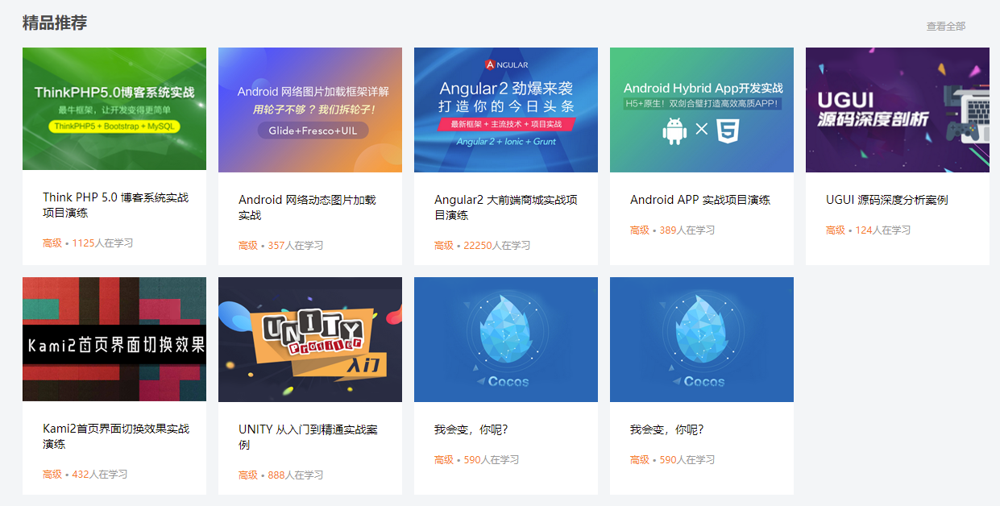 精品推荐
查看全部
ThinkPHP5.0博客系统实战
最牛框架，让开发变得更简单
ThinkPHP5 + Bootstrap + MySQL
Think PHP 5.0 博客系统实战
项目演练
高级 • 1125人在学习
Android 网络图片加载框架详解
用轮子不够？我们拆轮子！
Glide+Fresco+UIL
Android 网络动态图片加载
实战
高级 • 357人在学习
ANGULAR
Angular 2 劲爆来袭
打造你的今日头条
最新框架 + 主流技术 + 项目实战
Angular 2 + Ionic + Grunt
Angular2 大前端商城实战项
目演练
高级 • 22250人在学习
Android Hybrid App开发实战
H5+原生！双剑合璧打造高效高质APP！
5
Android APP 实战项目演练
高级 • 389人在学习
UGUI
源码深度剖析
UGUI 源码深度分析案例
高级 • 124人在学习
Kami2首页界面切换效果
Kami2首页界面切换效果实战
演练
高级 • 432人在学习
UNITY
Profiler
入门
UNITY 从入门到精通实战案
例
高级 • 888人在学习
Cocos
我会变，你呢？
高级 • 590人在学习
Cocos
我会变，你呢？
高级 • 590人在学习